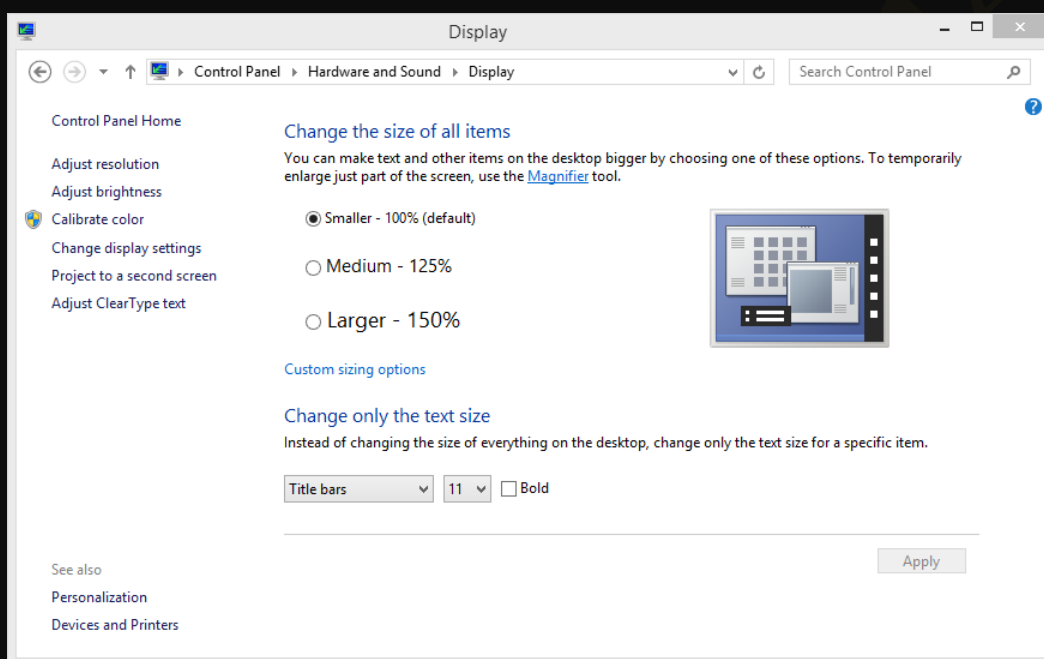 Display
Control Panel Hardware and Sound Display
Search Control Panel
Control Panel Home
Adjust resolution
Adjust brightness
Calibrate color
Change display settings
Project to a second screen
Adjust ClearType text
See also
Personalization
Devices and Printers
Change the size of all items
You can make text and other items on the desktop bigger by choosing one of these options. To temporarily
enlarge just part of the screen, use the Magnifier tool.
Smaller - 100% (default)
Medium - 125%
Larger - 150%
Custom sizing options
Change only the text size
Instead of changing the size of everything on the desktop, change only the text size for a specific item.
Title bars 11 Bold
Apply